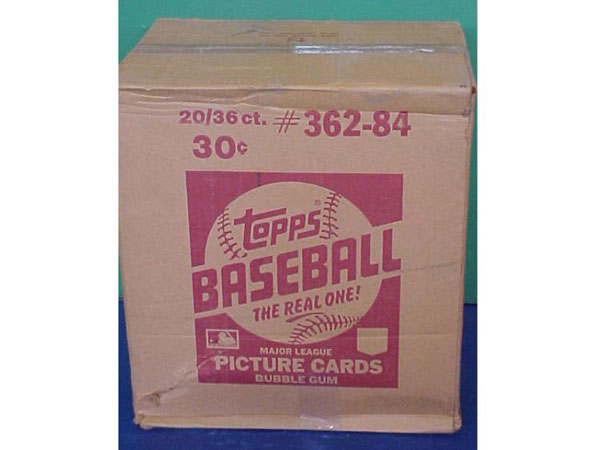 20/36 ct. # 362-84
30¢
topps®
BASEBALL
THE REAL ONE!
MAJOR LEAGUE
PICTURE CARDS
BUBBLE GUM